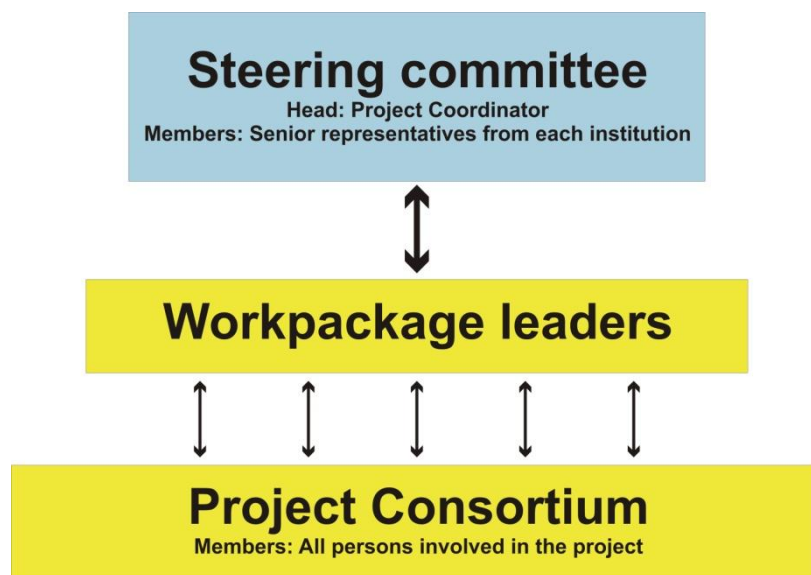 Steering committee
Head: Project Coordinator
Members: Senior representatives from each institution
Workpackage leaders
Project Consortium
Members: All persons involved in the project